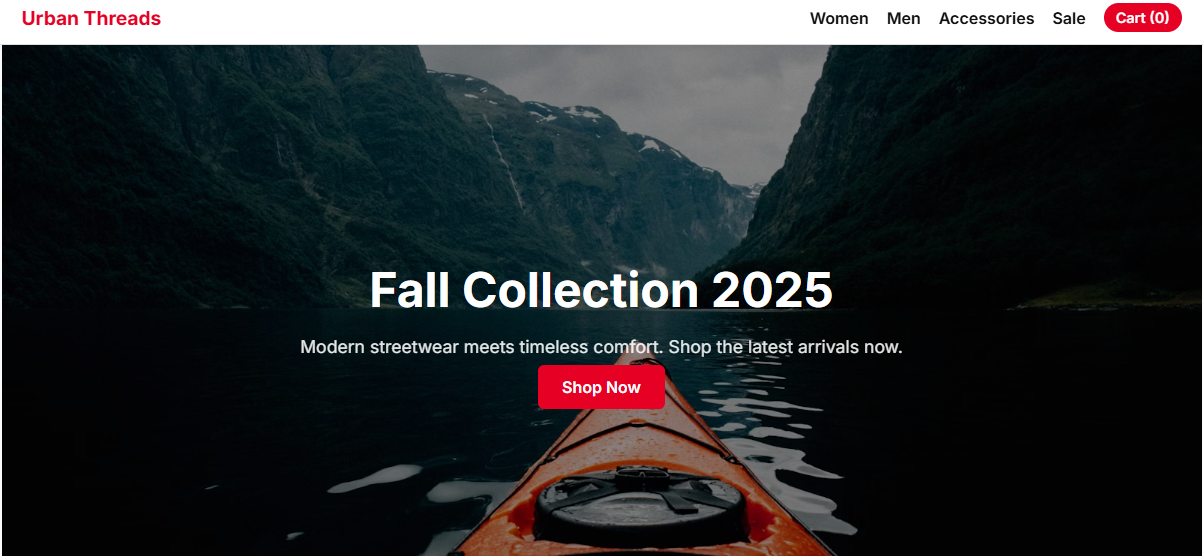 Urban Threads
Women Men Accessories Sale Cart (0)
Fall Collection 2025
Modern streetwear meets timeless comfort. Shop the latest arrivals now.
Shop Now